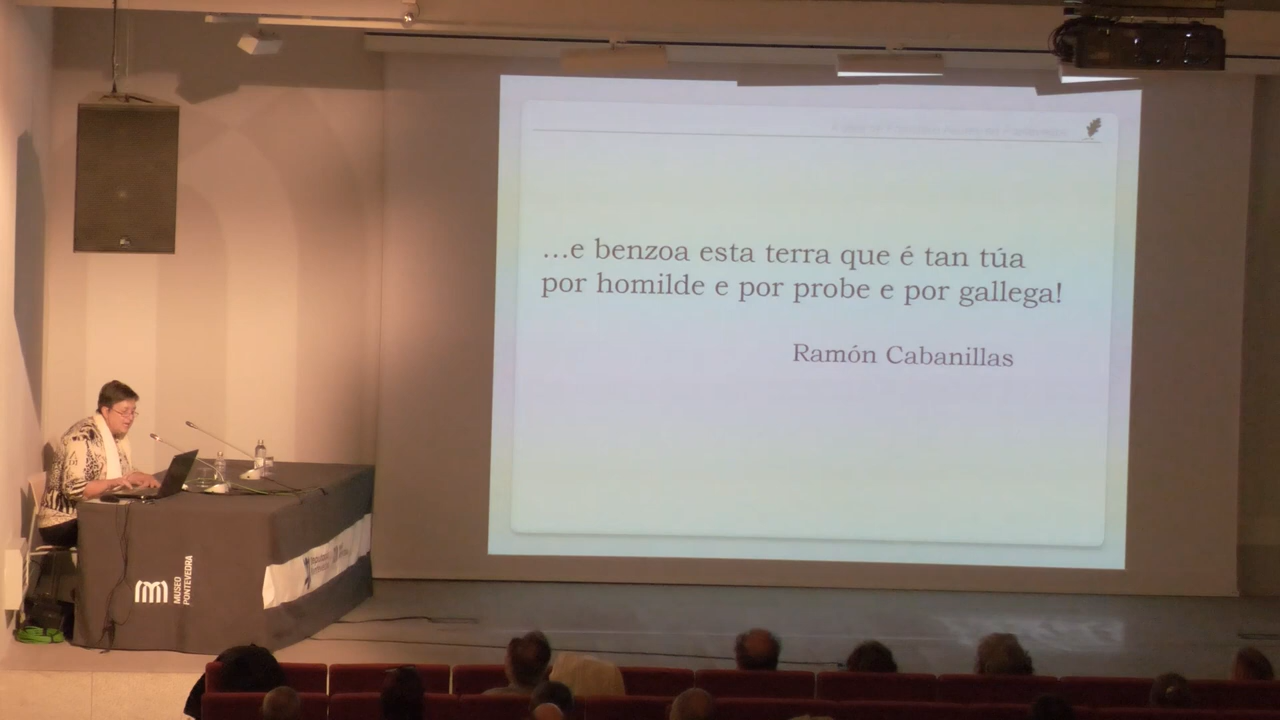 ...e benzoa esta terra que é tan túa
por homilde e por probe e por gallega!
Ramón Cabanillas
MUSEO
PONTEVEDRA